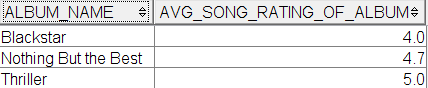 ALBUM_NAME AVG_SONG_RATING_OF_ALBUM
Blackstar 4.0
Nothing But the Best 4.7
Thriller 5.0